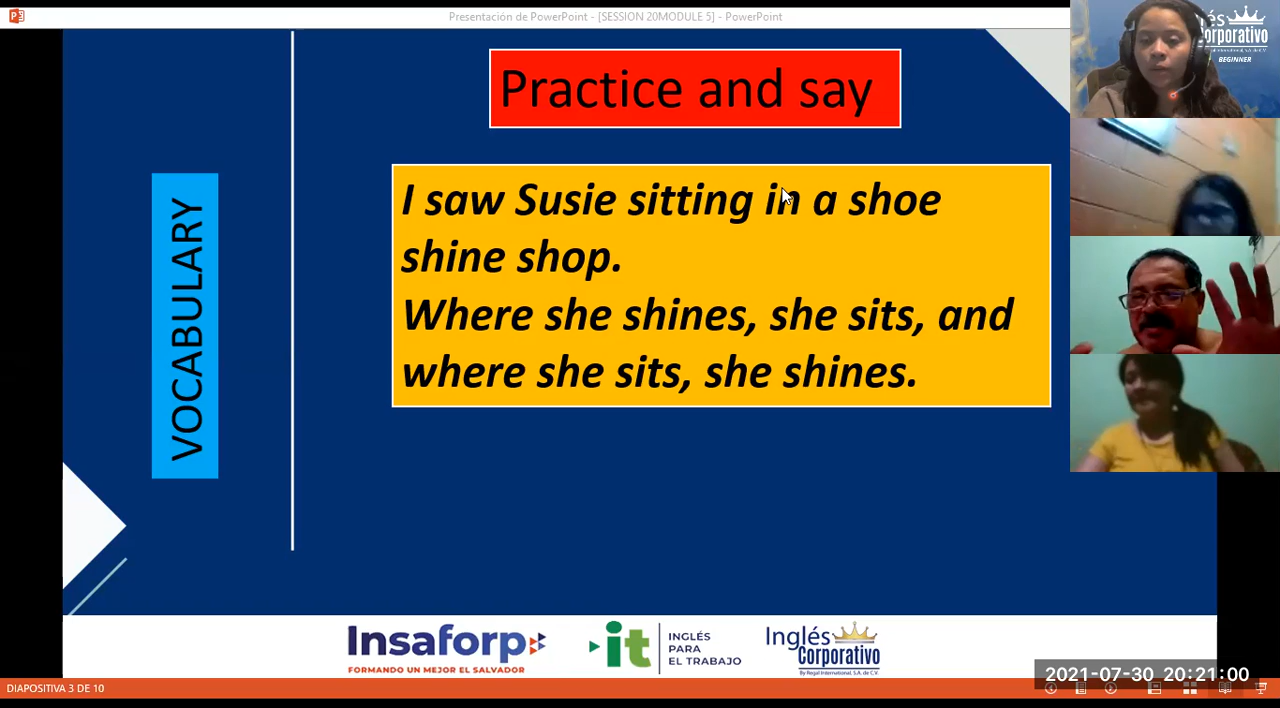 Presentación de PowerPoint - [SESSION 20MODULE 5] - PowerPoint
Practice and say
VOCABULARY
I saw Susie sitting in a shoe
shine shop.
Where she shines, she sits, and
where she sits, she shines.
Corporativo
BEGINNER
Insaforp
FORMANDO UN MEJOR EL SALVADOR
it
INGLÉS
PARA
EL TRABAJO
Inglés
Corporativo
By Regal International, S.A. de C.V.
2021-07-30 20:21:00
DIAPOSITIVA 3 DE 10